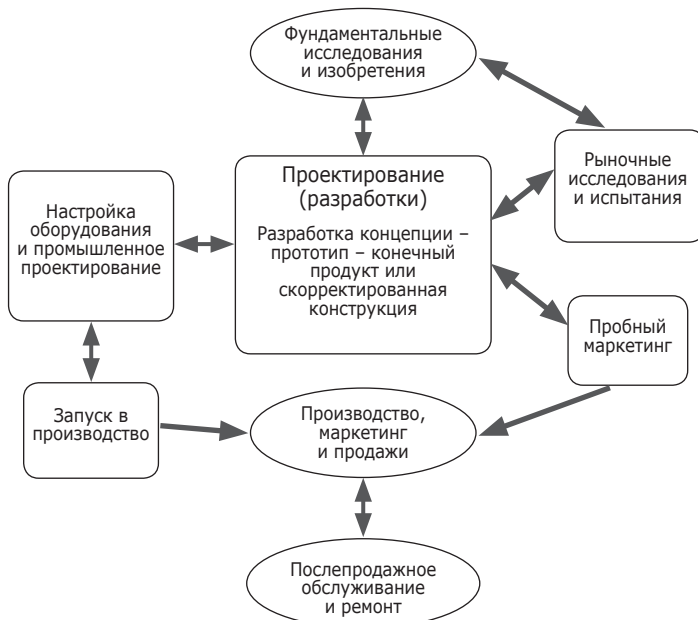 Фундаментальные
исследования
и изобретения
Проектирование
(разработки)
Разработка концепции –
прототип – конечный
продукт или
скорректированная
конструкция
Рыночные
исследования
и испытания
Настройка
оборудования
и промышленное
проектирование
Пробный
маркетинг
Запуск в
производство
Производство,
маркетинг
и продажи
Послепродажное
обслуживание
и ремонт